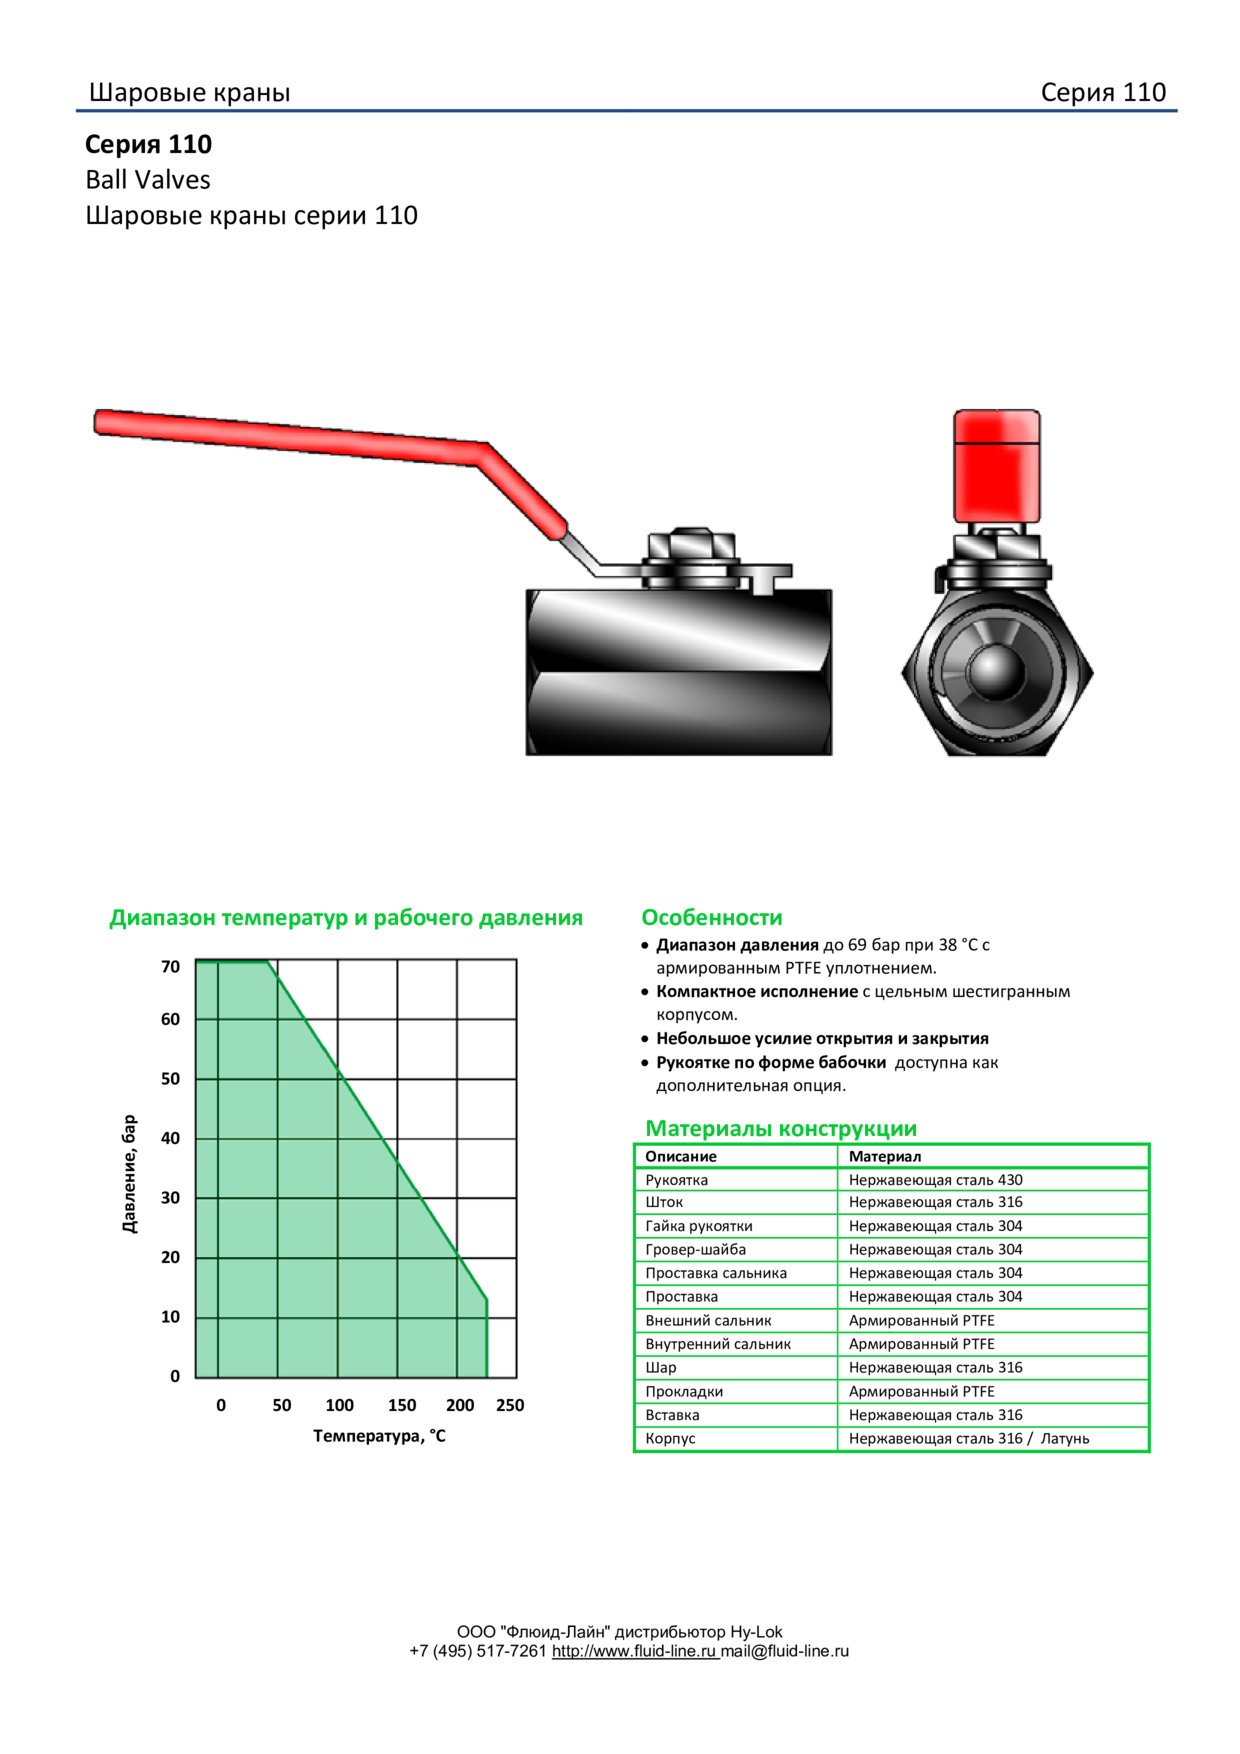 Шаровые краны Серия 110
Серия 110
Ball Valves
Шаровые краны серии 110
Диапазон температур и рабочего давления
70
60
50
40
30
20
10
0
Давление, бар
0 50 100 150 200 250
Температура, °C
Особенности
• Диапазон давления до 69 бар при 38 °C с
армированным PTFE уплотнением.
• Компактное исполнение с цельным шестигранным
корпусом.
• Небольшое усилие открытия и закрытия
• Рукоятке по форме бабочки доступна как
дополнительная опция.
Материалы конструкции
Описание Материал
Рукоятка Нержавеющая сталь 430
Шток Нержавеющая сталь 316
Гайка рукоятки Нержавеющая сталь 304
Гровер-шайба Нержавеющая сталь 304
Проставка сальника Нержавеющая сталь 304
Проставка Нержавеющая сталь 304
Внешний сальник Армированный PTFE
Внутренний сальник Армированный PTFE
Шар Нержавеющая сталь 316
Прокладки Армированный PTFE
Вставка Нержавеющая сталь 316
Корпус Нержавеющая сталь 316 / Латунь
ООО "Флюид-Лайн" дистрибьютор Hy-Lok
+7 (495) 517-7261 http://www.fluid-line.ru mail@fluid-line.ru